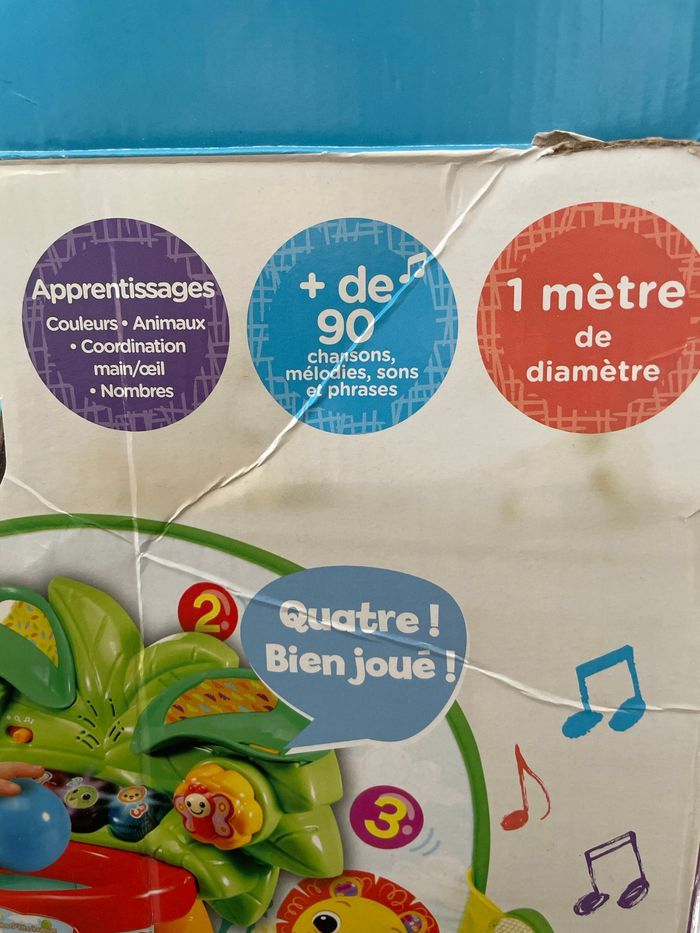 Apprentissages
Couleurs • Animaux
• Coordination
main/œil
• Nombres
+ de
90
chansons,
mélodies, sons
et phrases
1 mètre
de
diamètre
2
Quatre !
Bien joué !
3